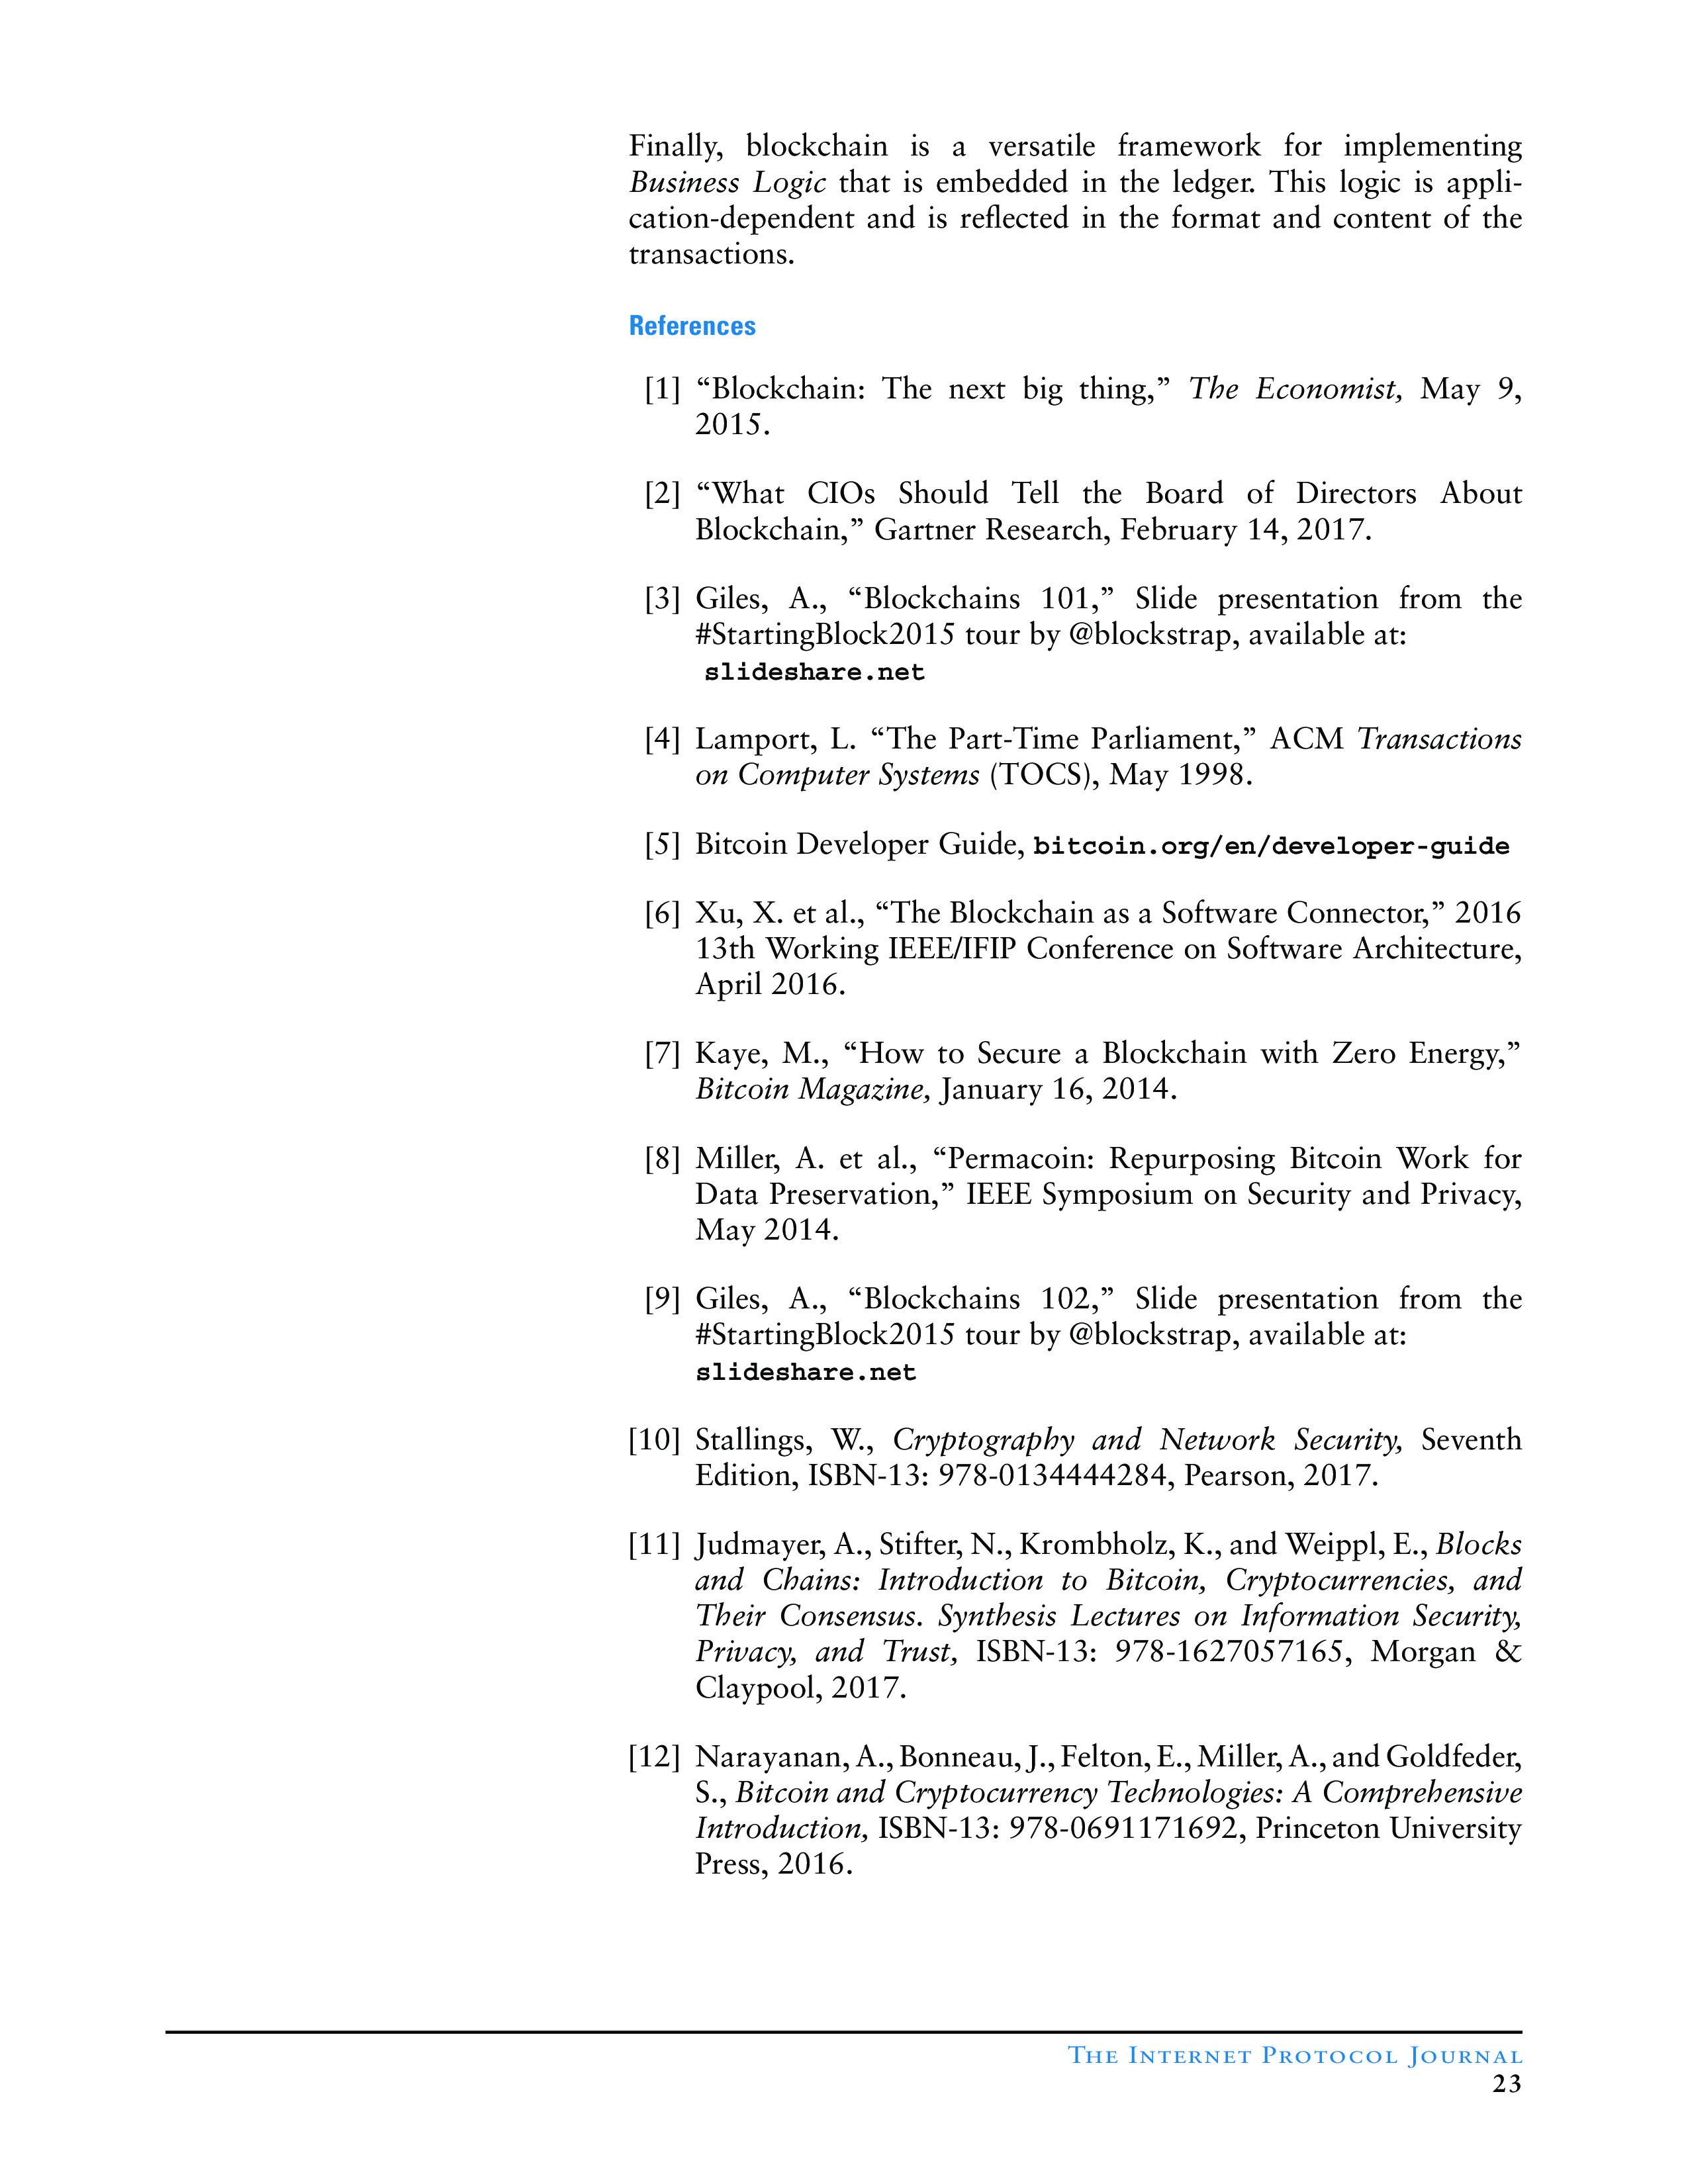 Finally, blockchain is a versatile framework for implementing
Business Logic that is embedded in the ledger. This logic is appli-
cation-dependent and is reflected in the format and content of the
transactions.
References
[1] “Blockchain: The next big thing,” The Economist, May 9,
2015.
[2] “What CIOs Should Tell the Board of Directors About
Blockchain,” Gartner Research, February 14, 2017.
[3] Giles, A., “Blockchains 101,” Slide presentation from the
#StartingBlock2015 tour by @blockstrap, available at:
slideshare.net
[4] Lamport, L. “The Part-Time Parliament,” ACM Transactions
on Computer Systems (TOCS), May 1998.
[5] Bitcoin Developer Guide, bitcoin.org/en/developer-guide
[6] Xu, X. et al., “The Blockchain as a Software Connector,” 2016
13th Working IEEE/IFIP Conference on Software Architecture,
April 2016.
[7] Kaye, M., “How to Secure a Blockchain with Zero Energy,”
Bitcoin Magazine, January 16, 2014.
[8] Miller, A. et al., “Permacoin: Repurposing Bitcoin Work for
Data Preservation,” IEEE Symposium on Security and Privacy,
May 2014.
[9] Giles, A., “Blockchains 102,” Slide presentation from the
#StartingBlock2015 tour by @blockstrap, available at:
slideshare.net
[10] Stallings, W., Cryptography and Network Security, Seventh
Edition, ISBN-13: 978-0134444284, Pearson, 2017.
[11] Judmayer, A., Stifter, N., Krombholz, K., and Weippl, E., Blocks
and Chains: Introduction to Bitcoin, Cryptocurrencies, and
Their Consensus. Synthesis Lectures on Information Security,
Privacy, and Trust, ISBN-13: 978-1627057165, Morgan &
Claypool, 2017.
[12] Narayanan, A., Bonneau, J., Felton, E., Miller, A., and Goldfeder,
S., Bitcoin and Cryptocurrency Technologies: A Comprehensive
Introduction, ISBN-13: 978-0691171692, Princeton University
Press, 2016.
The Internet Protocol Journal
23